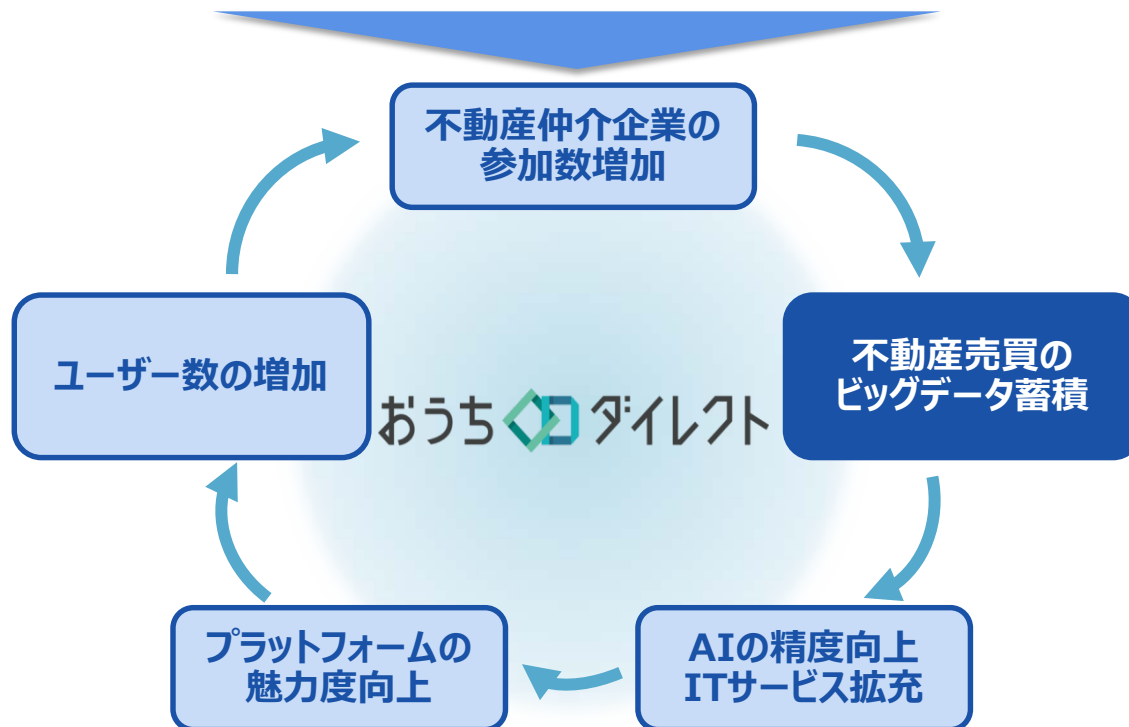 不動産仲介企業の
参加数増加
不動産売買の
ビッグデータ蓄積
ユーザー数の増加
おうちダイレクト
プラットフォームの
魅力度向上
AIの精度向上
ITサービス拡充